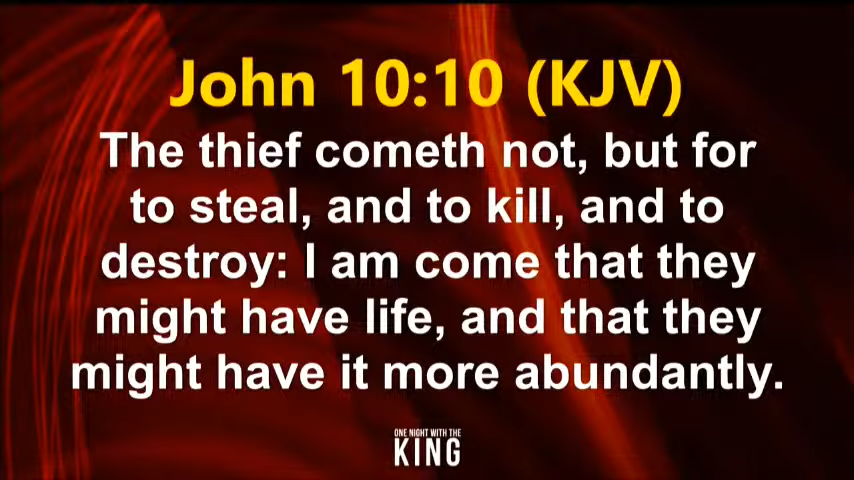 John 10:10 (KJV)
The thief cometh not, but for
to steal, and to kill, and to
destroy: I am come that they
might have life, and that they
might have it more abundantly.
ONE NIGHT WITH THE
KING